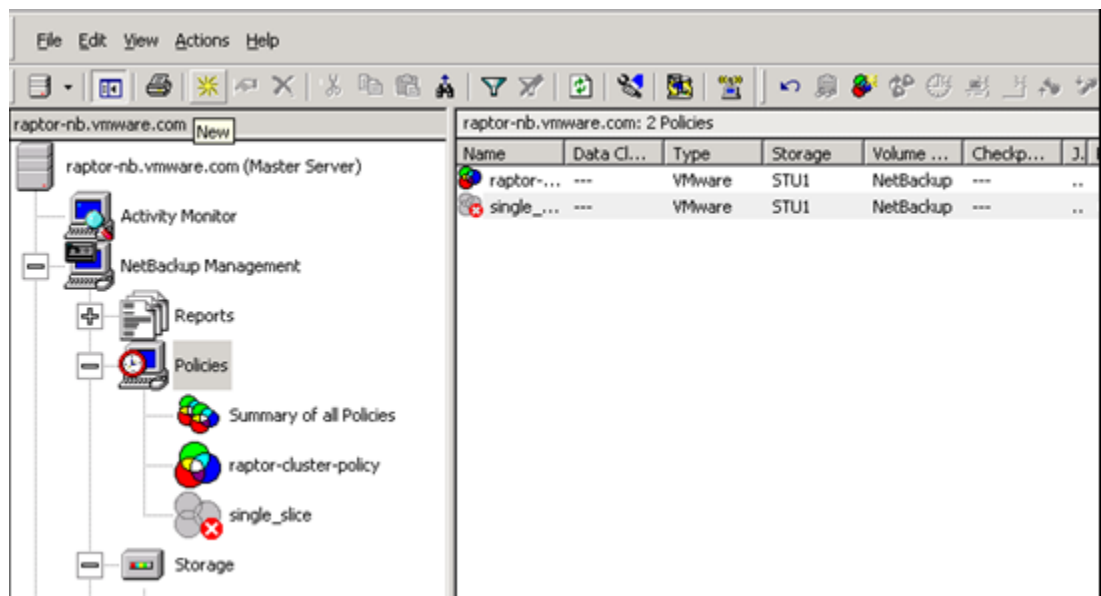 File Edit View Actions Help
raptor-nb.vmware.com New
raptor-nb.vmware.com: 2 Policies
raptor-nb.vmware.com (Master Server)
Activity Monitor
NetBackup Management
Reports
Policies
Summary of all Policies
raptor-cluster-policy
single_slice
Storage
Name Data Cl... Type Storage Volume ... Checkp... J.
raptor-... --- VMware STU1 NetBackup --- ..
single_... --- VMware STU1 NetBackup --- ..